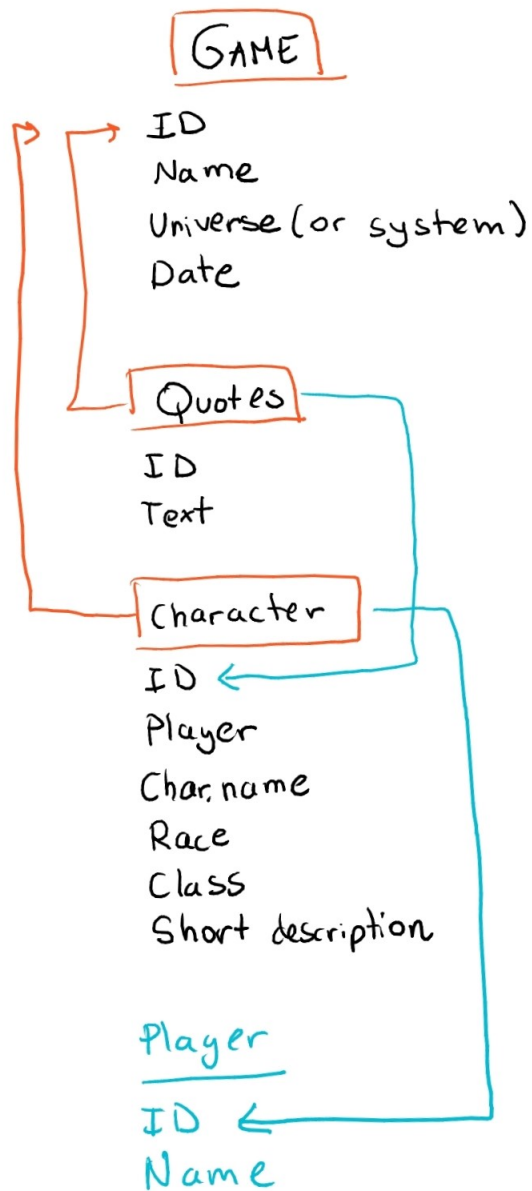 GAME
ID
Name
Universe (or system)
Date
Quotes
ID
Text
Character
ID
Player
Char. name
Race
Class
Short description
Player
ID
Name